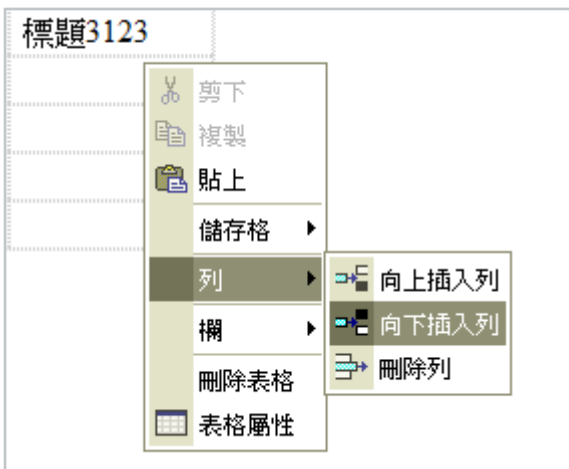 標題3123
剪下
複製
貼上
儲存格
列
向上插入列
向下插入列
刪除列
欄
刪除表格
表格屬性